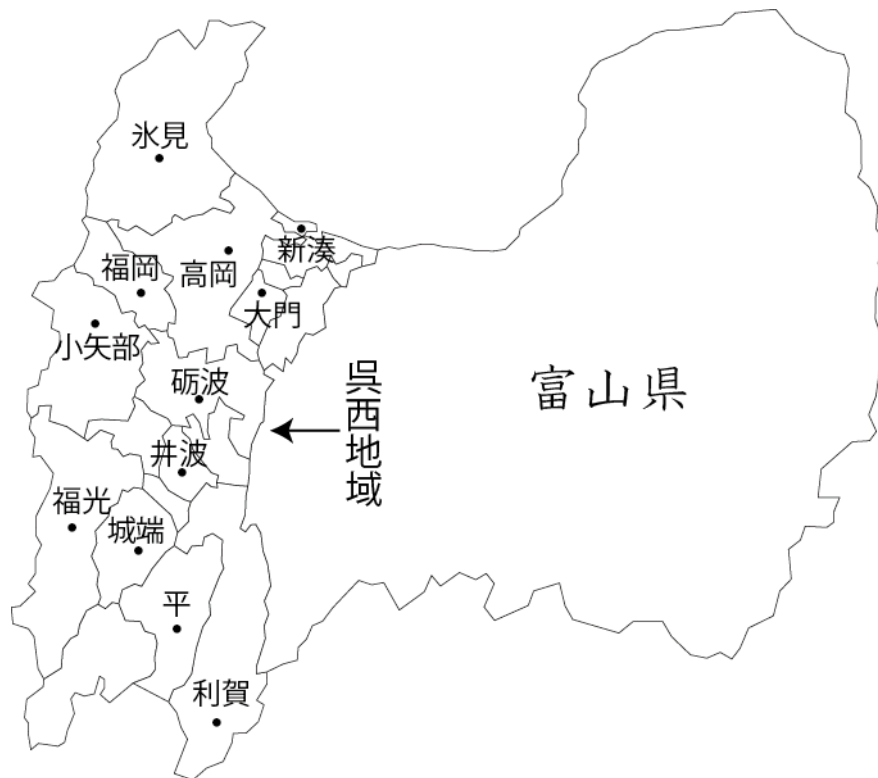 氷見
新湊
福岡
高岡
大門
小矢部
砺波
呉西地域
富山県
井波
福光
城端
平
利賀